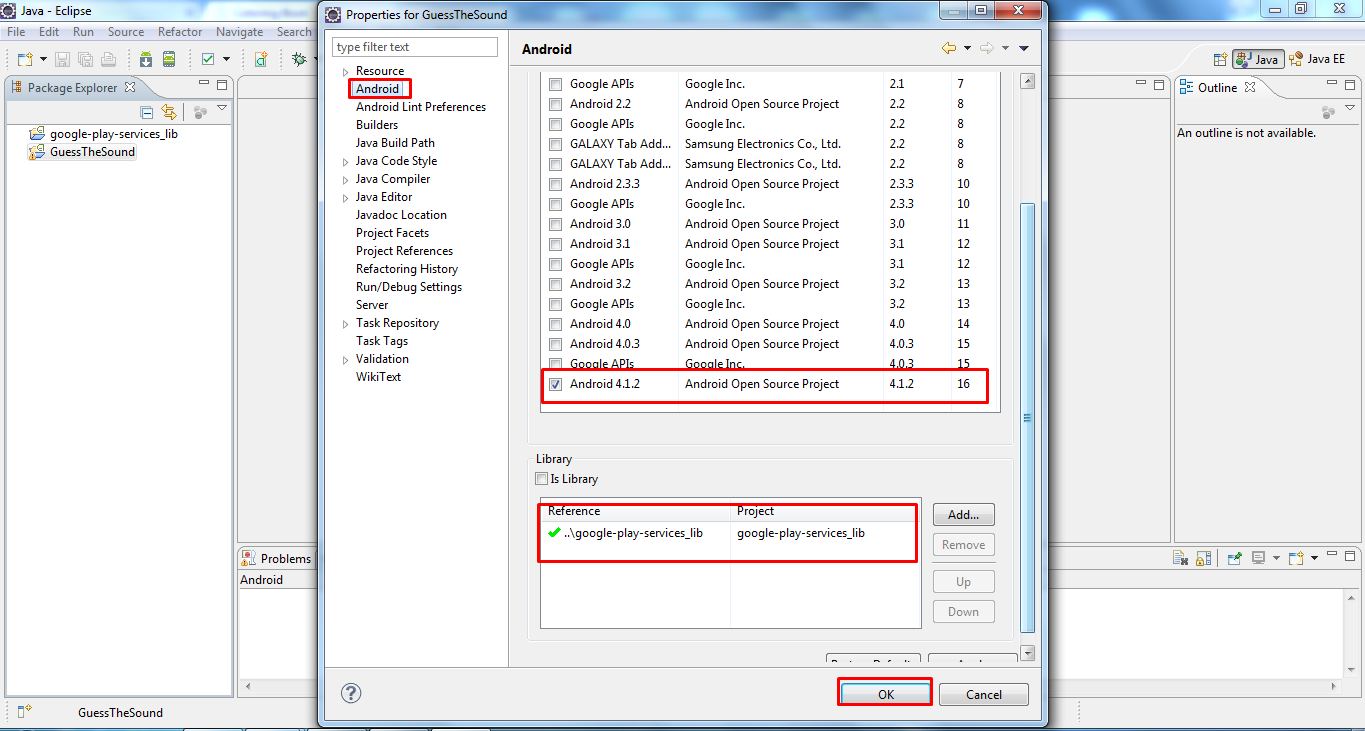 Java - Eclipse
File Edit Run Source Refactor Navigate Search
Java Java EE
Package Explorer
google-play-services_lib
GuessTheSound
Properties for GuessTheSound
type filter text
Resource
Android
Android Lint Preferences
Builders
Java Build Path
Java Code Style
Java Compiler
Java Editor
Javadoc Location
Project Facets
Project References
Refactoring History
Run/Debug Settings
Server
Task Repository
Task Tags
Validation
WikiText
Android
Google APIs Google Inc. 2.1 7
Android 2.2 Android Open Source Project 2.2 8
Google APIs Google Inc. 2.2 8
GALAXY Tab Add... Samsung Electronics Co., Ltd. 2.2 8
GALAXY Tab Add... Samsung Electronics Co., Ltd. 2.2 8
Android 2.3.3 Android Open Source Project 2.3.3 10
Google APIs Google Inc. 2.3.3 10
Android 3.0 Android Open Source Project 3.0 11
Android 3.1 Android Open Source Project 3.1 12
Google APIs Google Inc. 3.1 12
Android 3.2 Android Open Source Project 3.2 13
Google APIs Google Inc. 3.2 13
Android 4.0 Android Open Source Project 4.0 14
Android 4.0.3 Android Open Source Project 4.0.3 15
Google APIs Google Inc. 4.0.3 15
Android 4.1.2 Android Open Source Project 4.1.2 16
Library
Is Library
Reference Project
..\google-play-services_lib google-play-services_lib
Add...
Remove
Up
Down
OK Cancel
Outline
An outline is not available.
Problems
Android
GuessTheSound